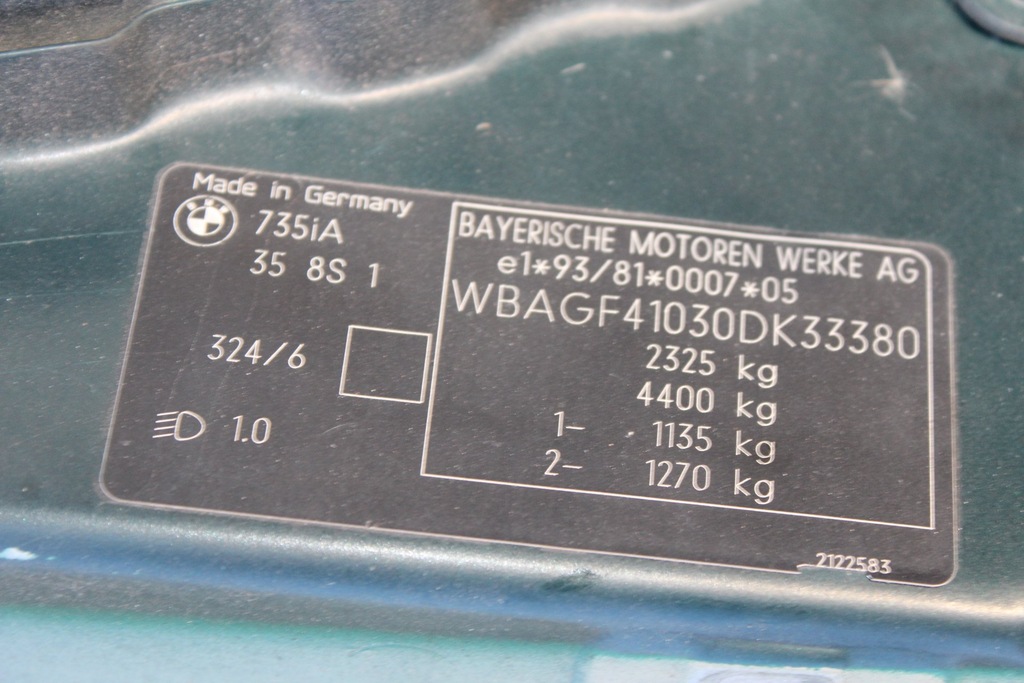 Made in Germany
735iA
35 8S 1
324/6
1.0
BAYERISCHE MOTOREN WERKE AG
e1*93/81*0007*05
WBAGF41030DK33380
2325 kg
4400 kg
1- 1135 kg
2- 1270 kg
2122583